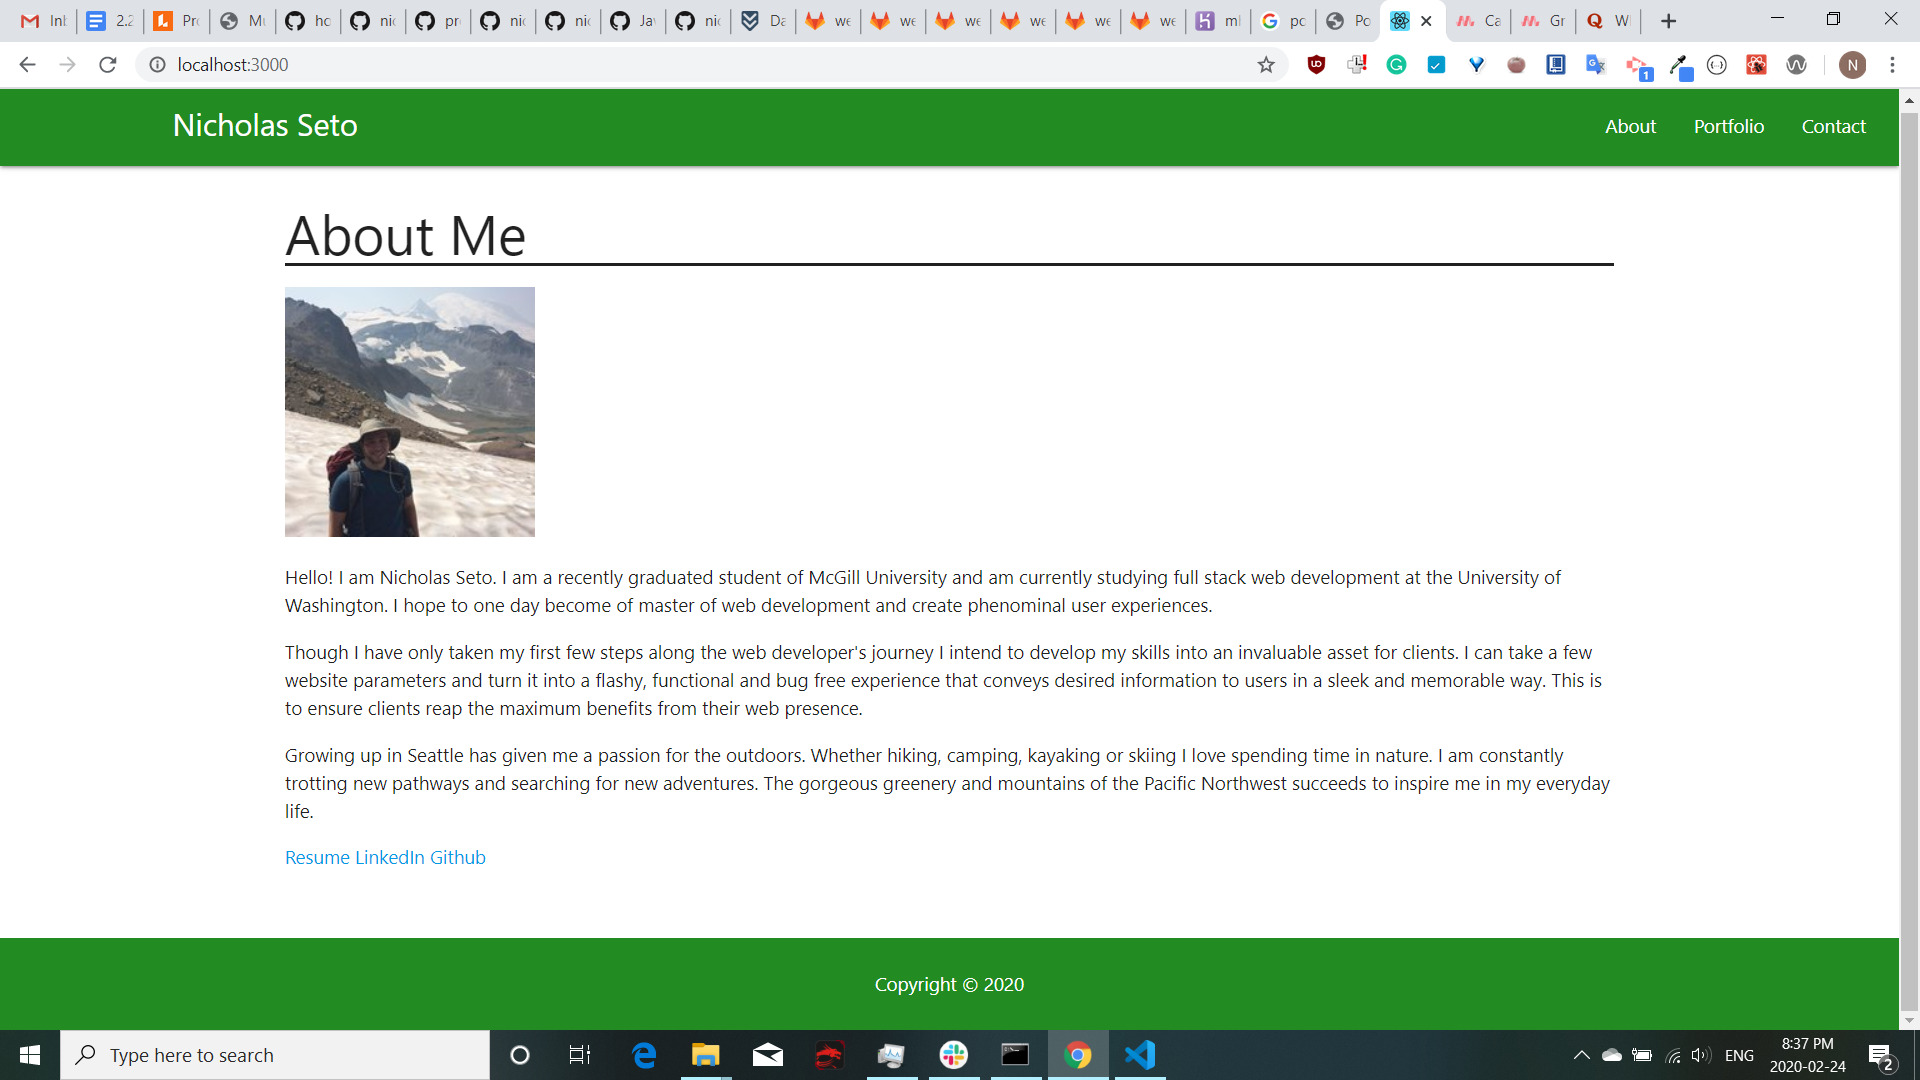 Int
2.2
Pro
Mu
ho
nic
pro
nic
nic
Jav
nic
Da
we
we
we
we
we
we
ml
po
Po
Ca
Gr
W
localhost:3000
1
N
Nicholas Seto
About Portfolio Contact
About Me
Hello! I am Nicholas Seto. I am a recently graduated student of McGill University and am currently studying full stack web development at the University of
Washington. I hope to one day become of master of web development and create phenominal user experiences.
Though I have only taken my first few steps along the web developer's journey I intend to develop my skills into an invaluable asset for clients. I can take a few
website parameters and turn it into a flashy, functional and bug free experience that conveys desired information to users in a sleek and memorable way. This is
to ensure clients reap the maximum benefits from their web presence.
Growing up in Seattle has given me a passion for the outdoors. Whether hiking, camping, kayaking or skiing I love spending time in nature. I am constantly
trotting new pathways and searching for new adventures. The gorgeous greenery and mountains of the Pacific Northwest succeeds to inspire me in my everyday
life.
Resume LinkedIn Github
Copyright © 2020
Type here to search
ENG
8:37 PM
2020-02-24
2